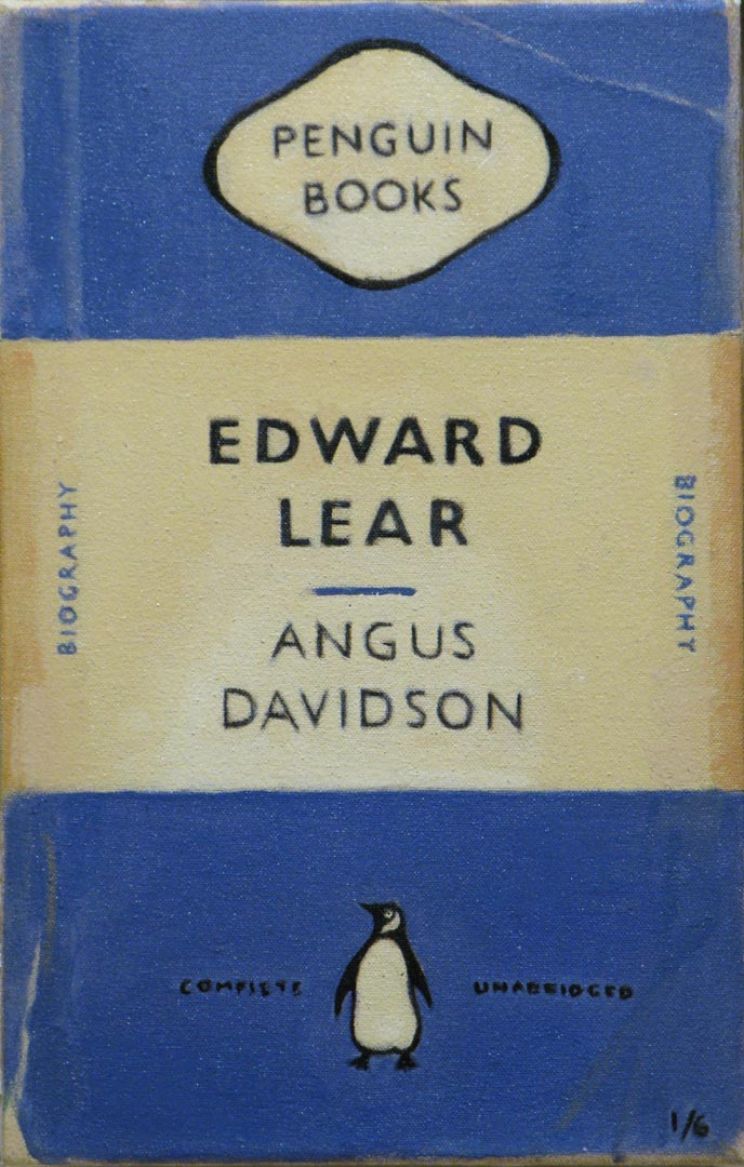 PENGUIN
BOOKS
EDWARD
LEAR
ANGUS
DAVIDSON
BIOGRAPHY
BIOGRAPHY
COMPLETE UNABRIDGED
1/6